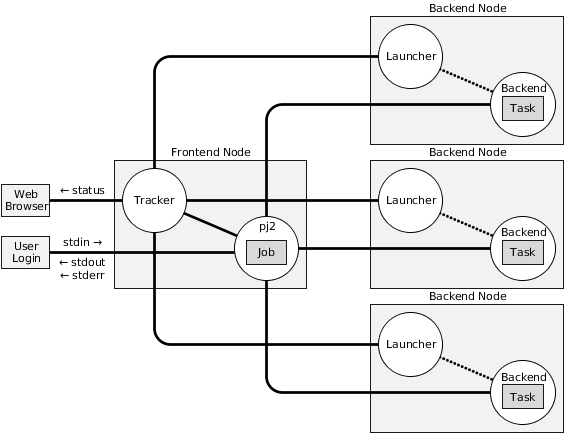 Backend Node
Launcher
Backend
Task
Frontend Node
Backend Node
Web
Browser
← status
Tracker
Launcher
pj2
Job
Backend
Task
User
Login
stdin →
← stdout
← stderr
Backend Node
Launcher
Backend
Task